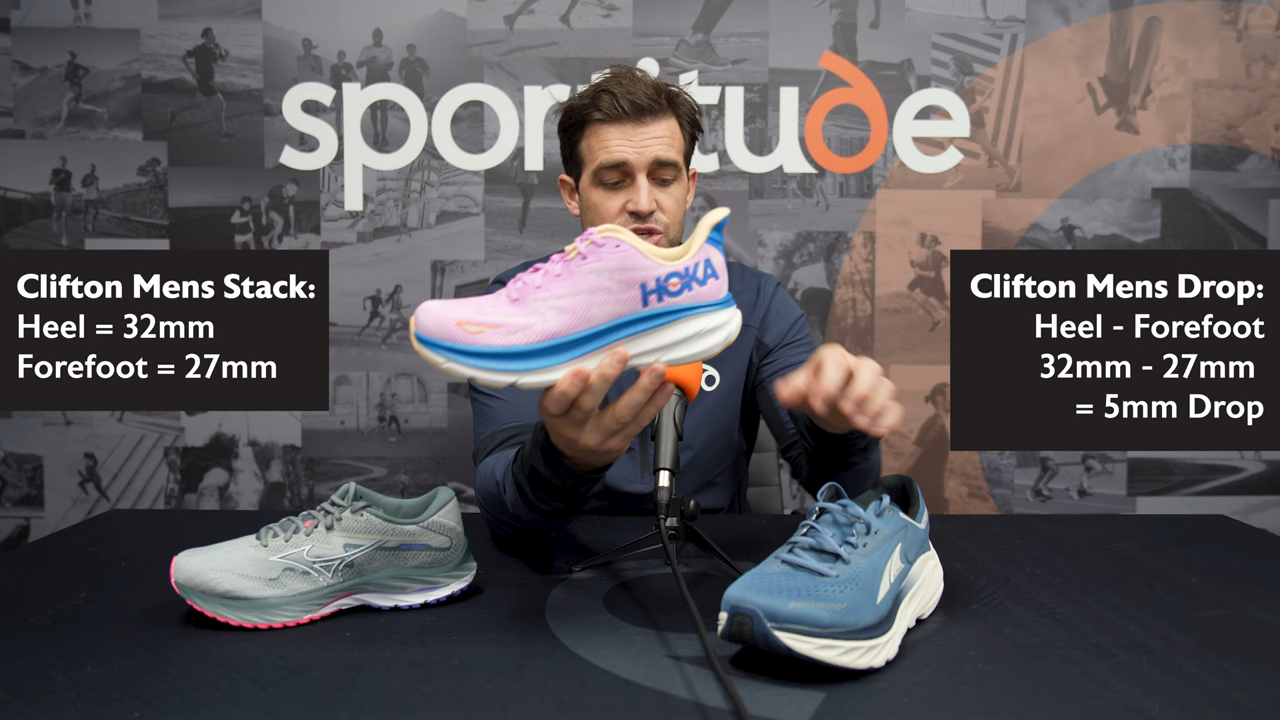 sportitude
Clifton Mens Stack:
Heel = 32mm
Forefoot = 27mm
Clifton Mens Drop:
Heel - Forefoot
32mm - 27mm
= 5mm Drop
HOKA